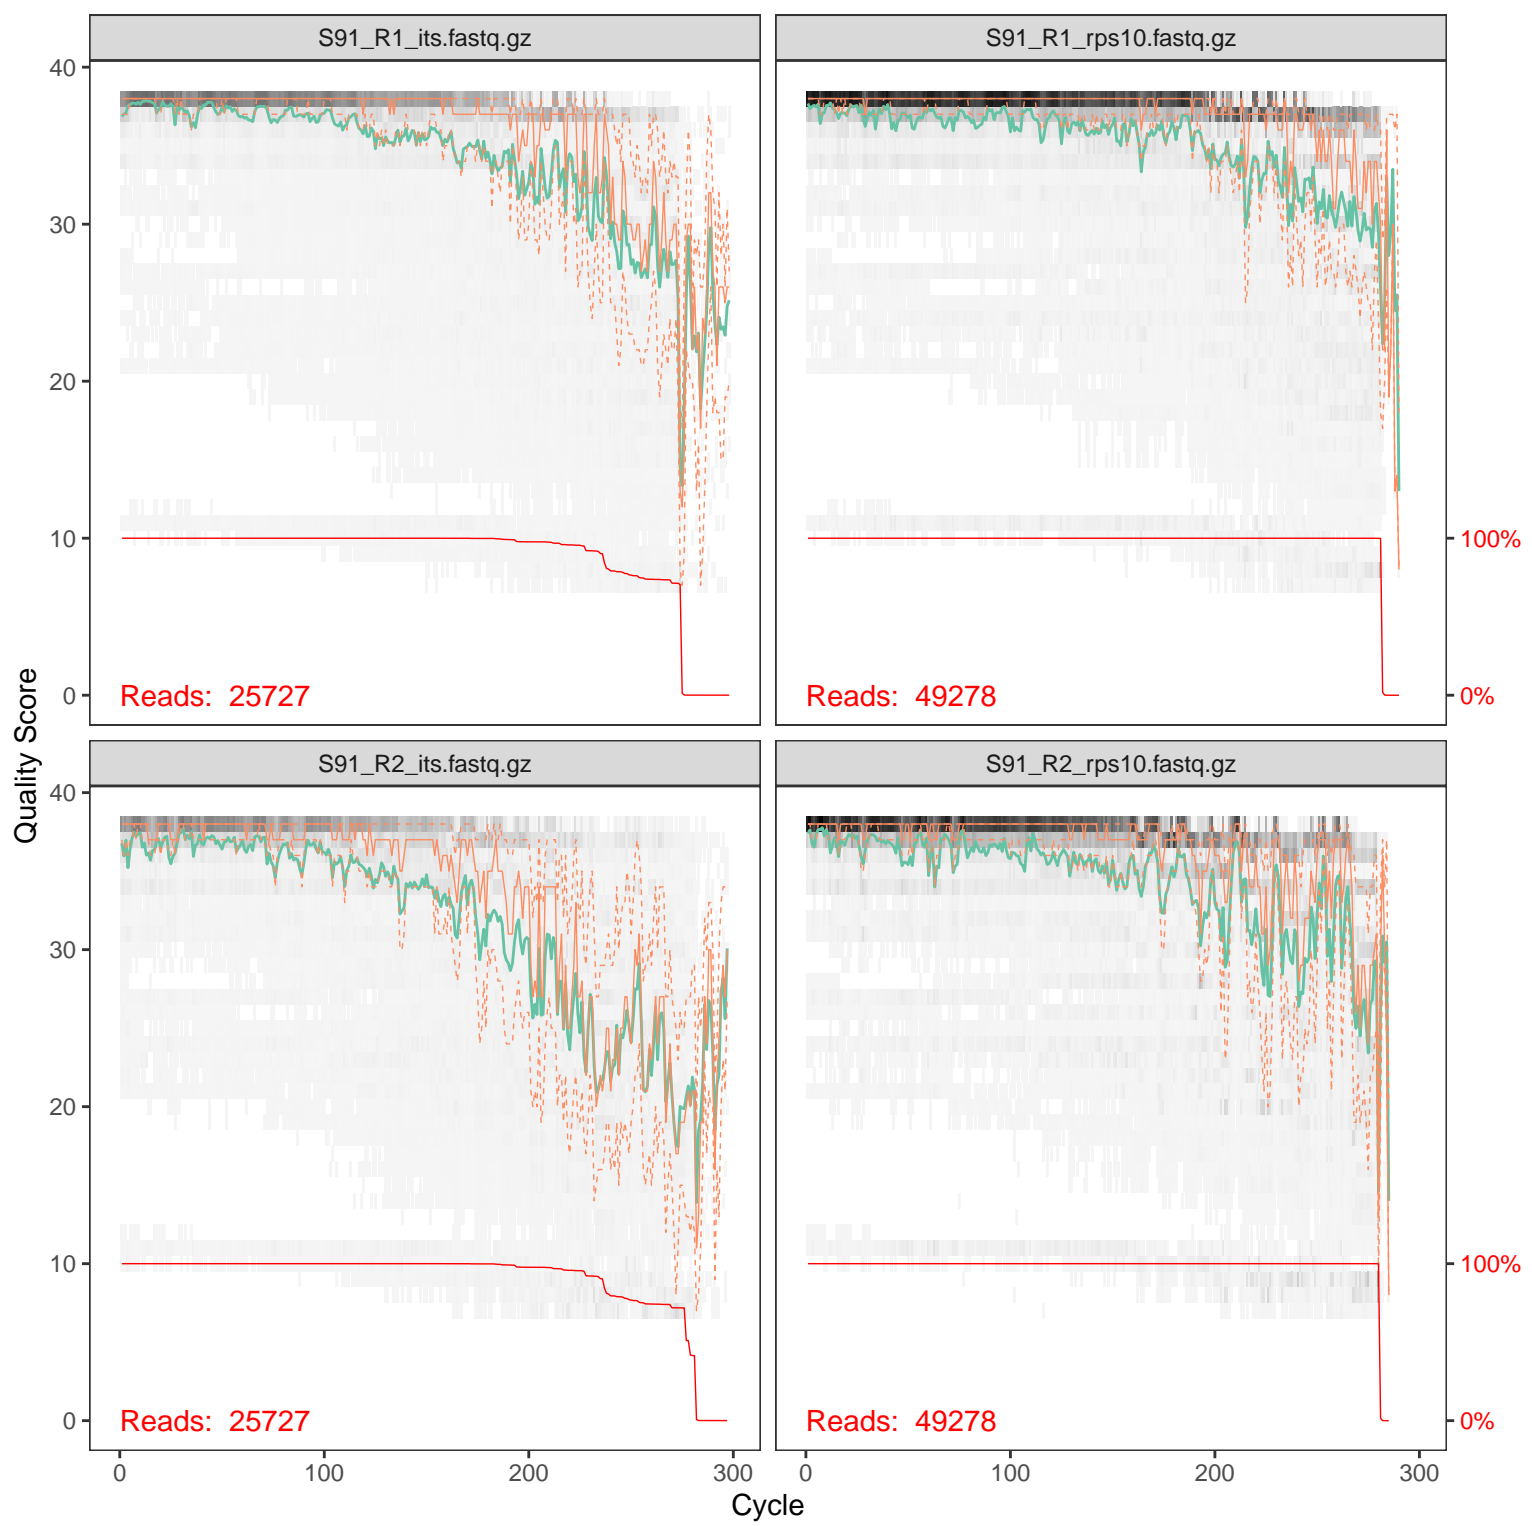 S91_R1_its.fastq.gz
S91_R1_rps10.fastq.gz
40
30
20
10
0
100%
0%
Reads: 25727
Reads: 49278
Quality Score
S91_R2_its.fastq.gz
S91_R2_rps10.fastq.gz
40
30
20
10
0
100%
0%
Reads: 25727
Reads: 49278
0 100 200 300
0 100 200 300
Cycle